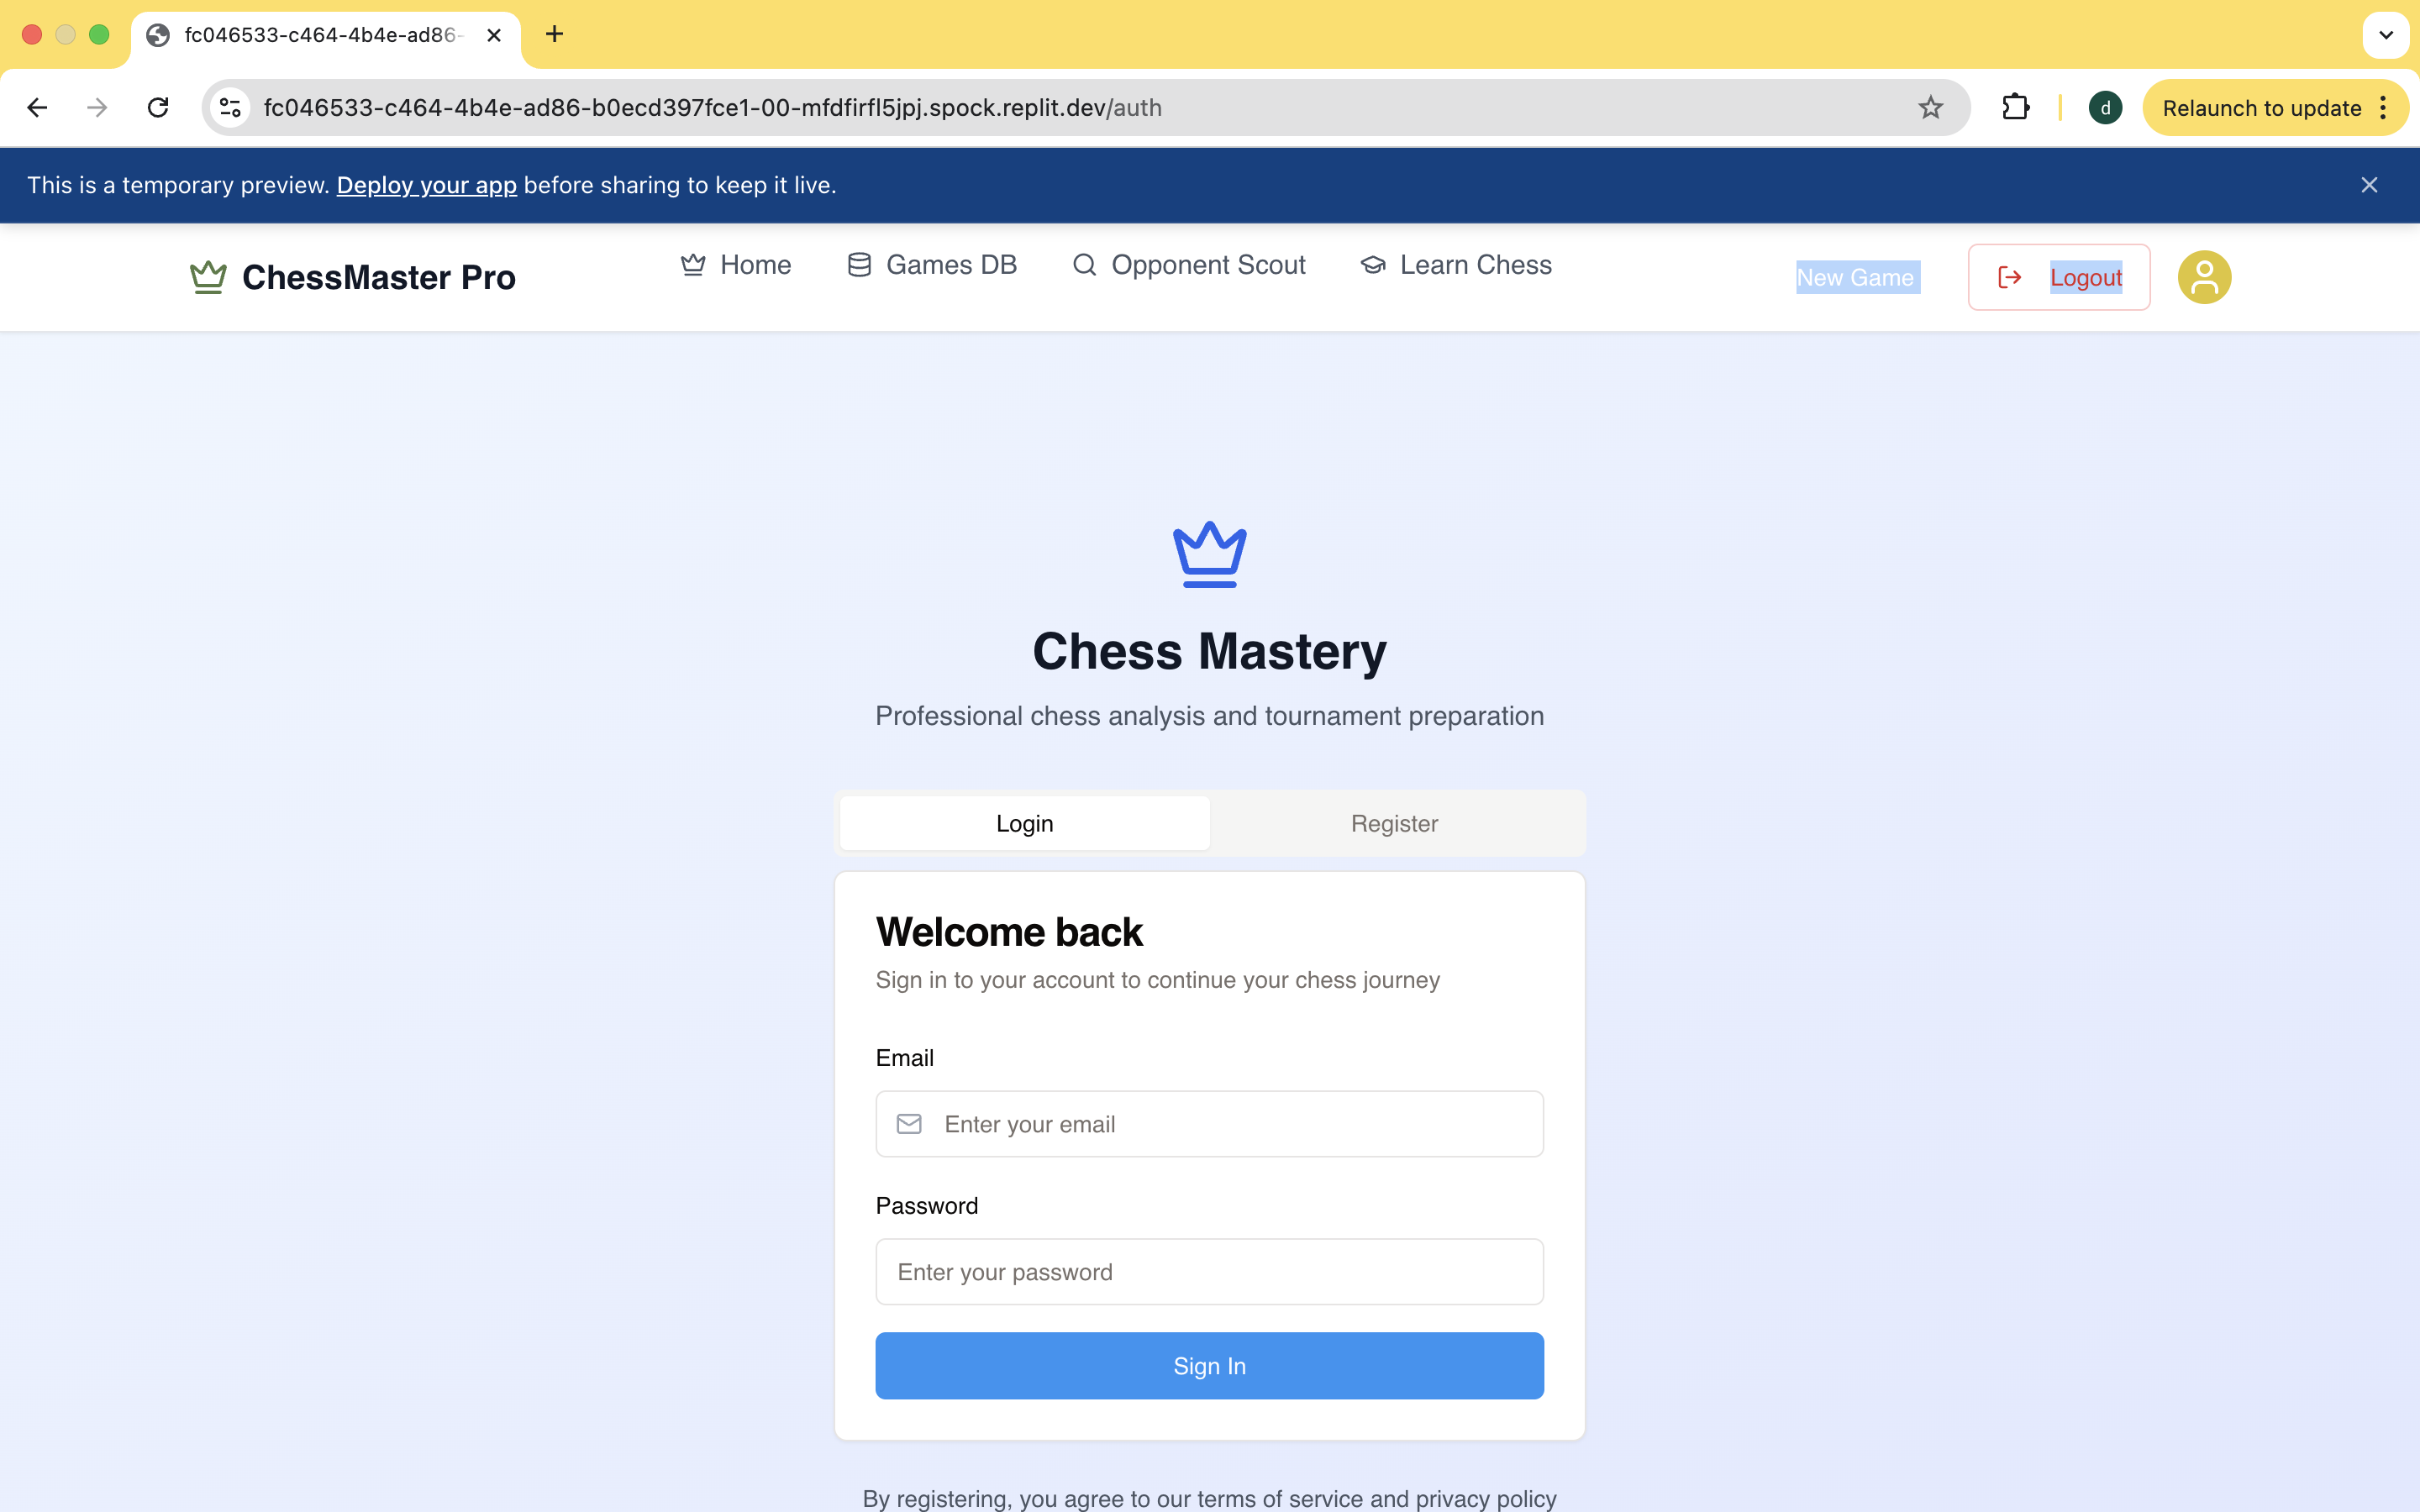 fc046533-c464-4b4e-ad86-
fc046533-c464-4b4e-ad86-b0ecd397fce1-00-mfdfirfl5jpj.spock.replit.dev/auth
d
Relaunch to update
This is a temporary preview. Deploy your app before sharing to keep it live.
ChessMaster Pro
Home
Games DB
Opponent Scout
Learn Chess
New Game
Logout
Chess Mastery
Professional chess analysis and tournament preparation
Login
Register
Welcome back
Sign in to your account to continue your chess journey
Email
Enter your email
Password
Enter your password
Sign In
By registering, you agree to our terms of service and privacy policy